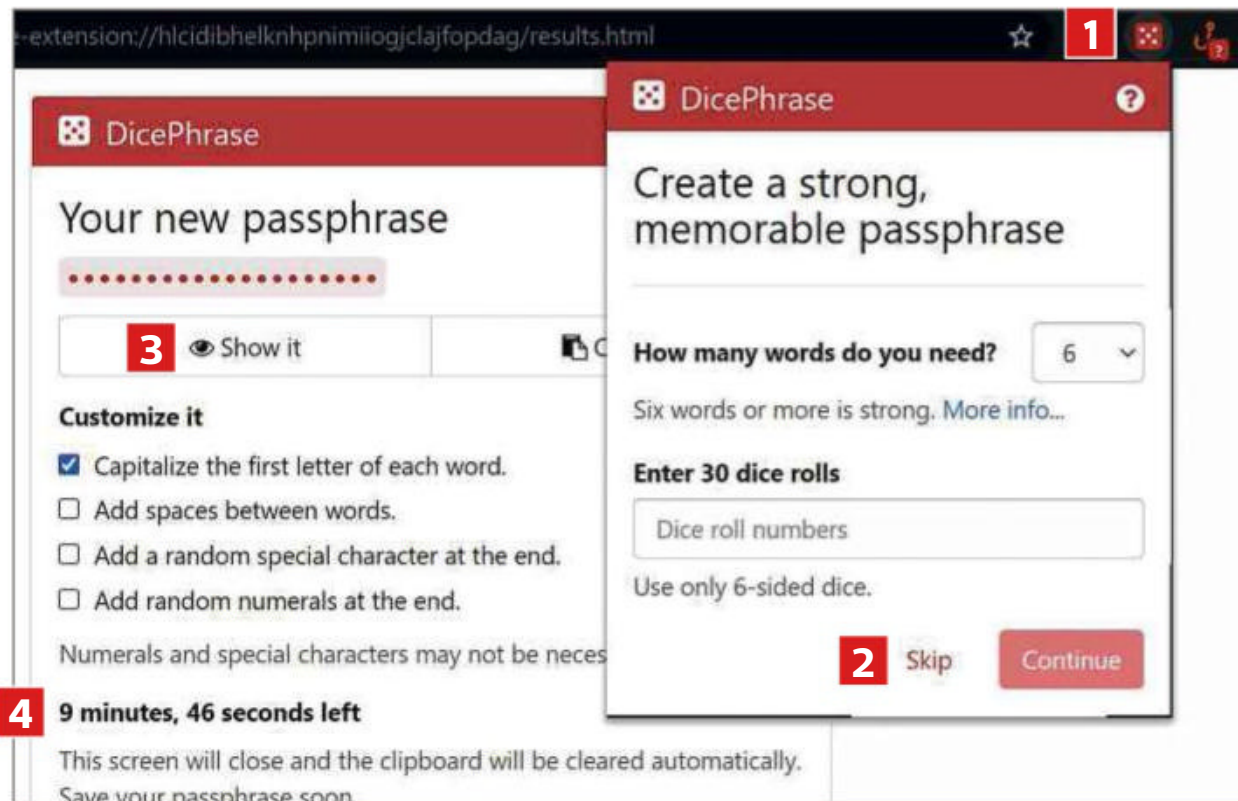 e-extension://hlcidibhelknhpnimiiogjclajfopdag/results.html
1
?
DicePhrase
Your new passphrase
3 Show it
Customize it
Capitalize the first letter of each word.
Add spaces between words.
Add a random special character at the end.
Add random numerals at the end.
Numerals and special characters may not be neces
4 9 minutes, 46 seconds left
This screen will close and the clipboard will be cleared automatically.
Save your passphrase soon.
DicePhrase ?
Create a strong,
memorable passphrase
How many words do you need? 6
Six words or more is strong. More info...
Enter 30 dice rolls
Dice roll numbers
Use only 6-sided dice.
2 Skip Continue